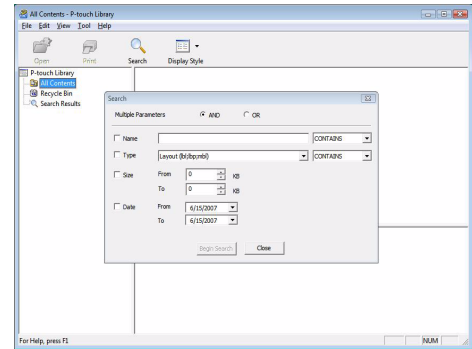 All Contents - P-touch Library
File Edit View Tool Help
Open Print Search Display Style
P-touch Library
All Contents
Recycle Bin
Search Results
Search
Multiple Parameters AND OR
Name CONTAINS
Type Layout (lbl;lbp;mbl) CONTAINS
Size From 0 KB
To 0 KB
Date From 6/15/2007
To 6/15/2007
Begin Search Close
For Help, press F1 NUM